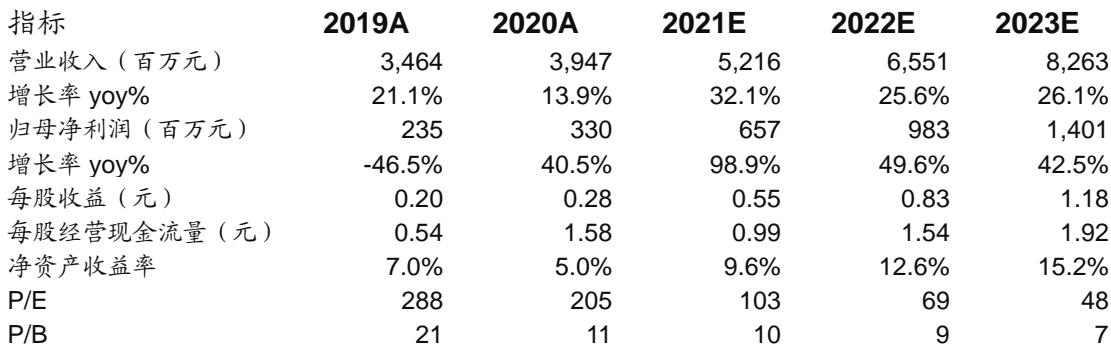 指标 2019A 2020A 2021E 2022E 2023E
营业收入（百万元） 3,464 3,947 5,216 6,551 8,263
增长率 yoy% 21.1% 13.9% 32.1% 25.6% 26.1%
归母净利润（百万元） 235 330 657 983 1,401
增长率 yoy% -46.5% 40.5% 98.9% 49.6% 42.5%
每股收益（元） 0.20 0.28 0.55 0.83 1.18
每股经营现金流量（元） 0.54 1.58 0.99 1.54 1.92
净资产收益率 7.0% 5.0% 9.6% 12.6% 15.2%
P/E 288 205 103 69 48
P/B 21 11 10 9 7